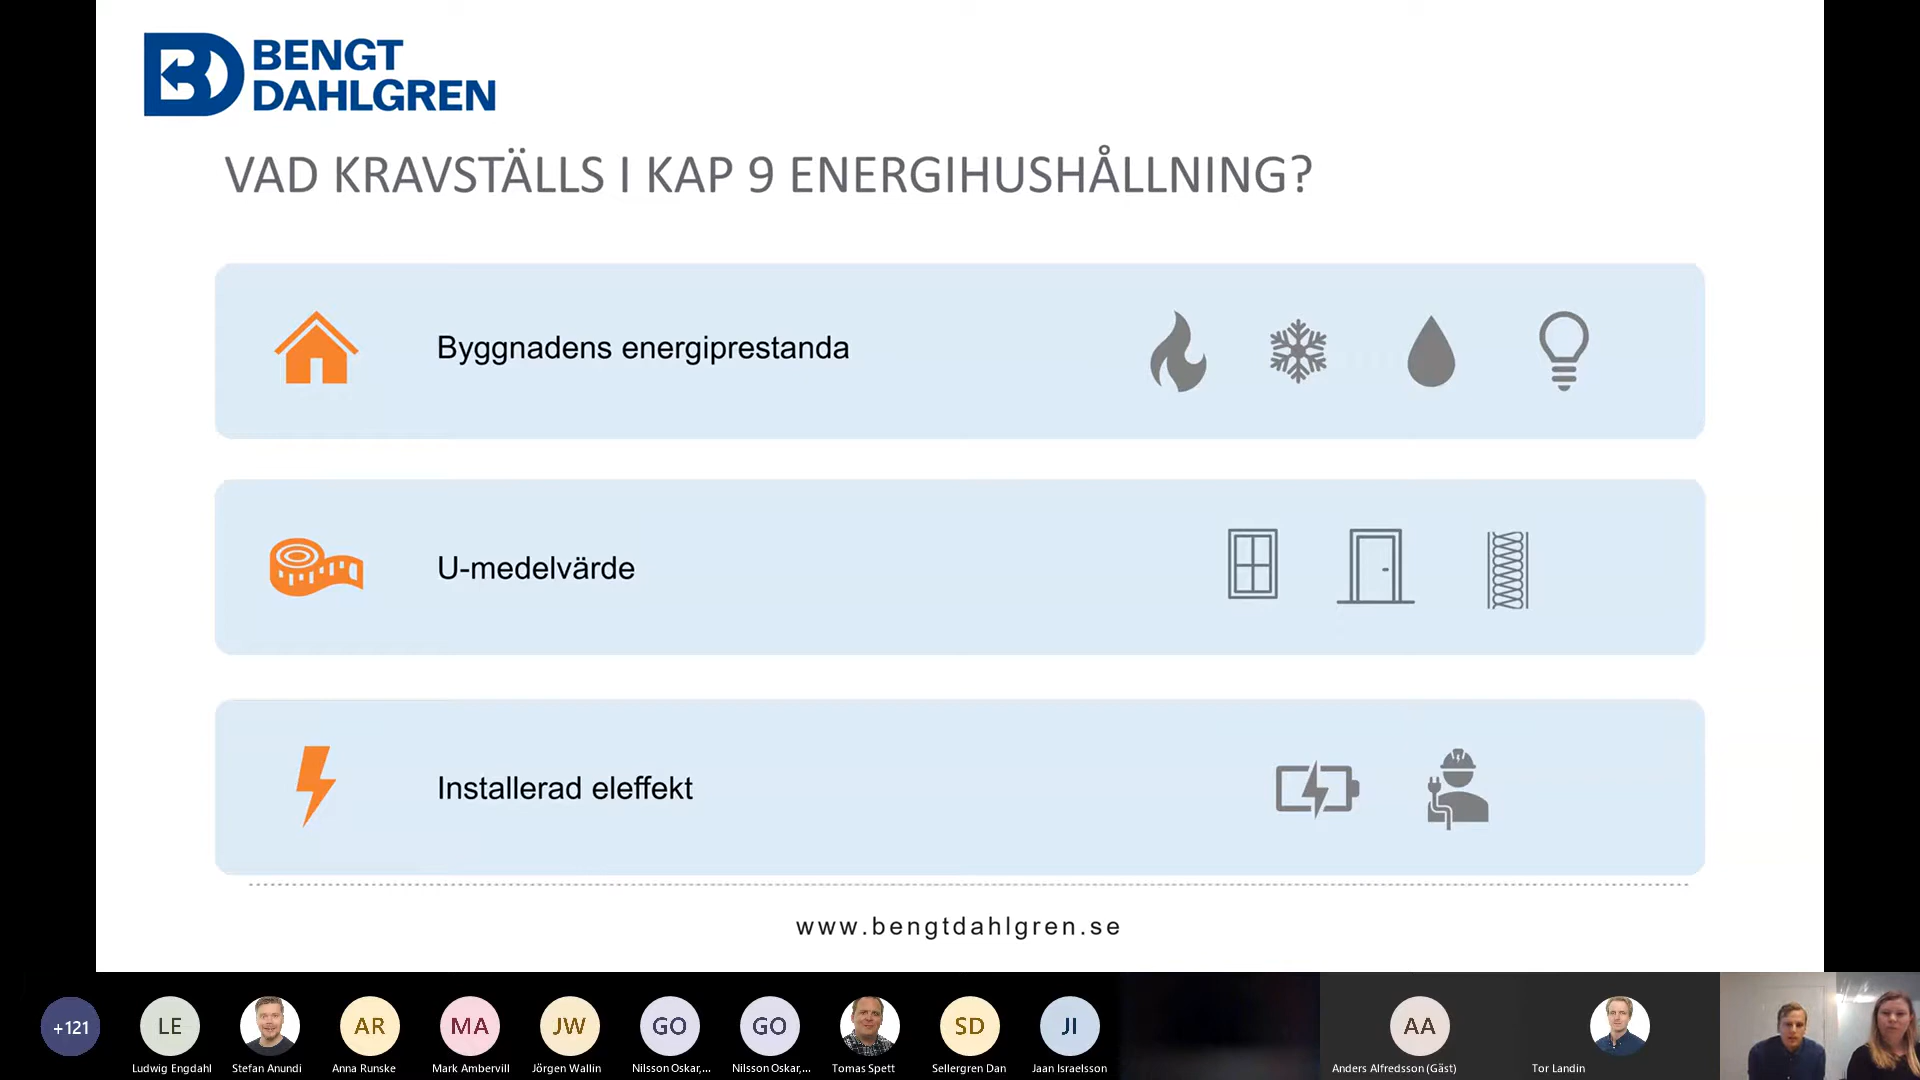 BENGT
DAHLGREN
VAD KRAVSTÄLLS I KAP 9 ENERGIHUSHÅLLNING?
Byggnadens energiprestanda
U-medelvärde
Installerad eleffekt
www.bengtdahlgren.se
+121
LE
AR
MA
JW
GO
GO
SD
JI
AA
Ludwig Engdahl
Stefan Anundi
Anna Runske
Mark Ambervill
Jörgen Wallin
Nilsson Oskar,...
Nilsson Oskar,...
Tomas Spett
Sellergren Dan
Jaan Israelsson
Anders Alfredsson (Gäst)
Tor Landin